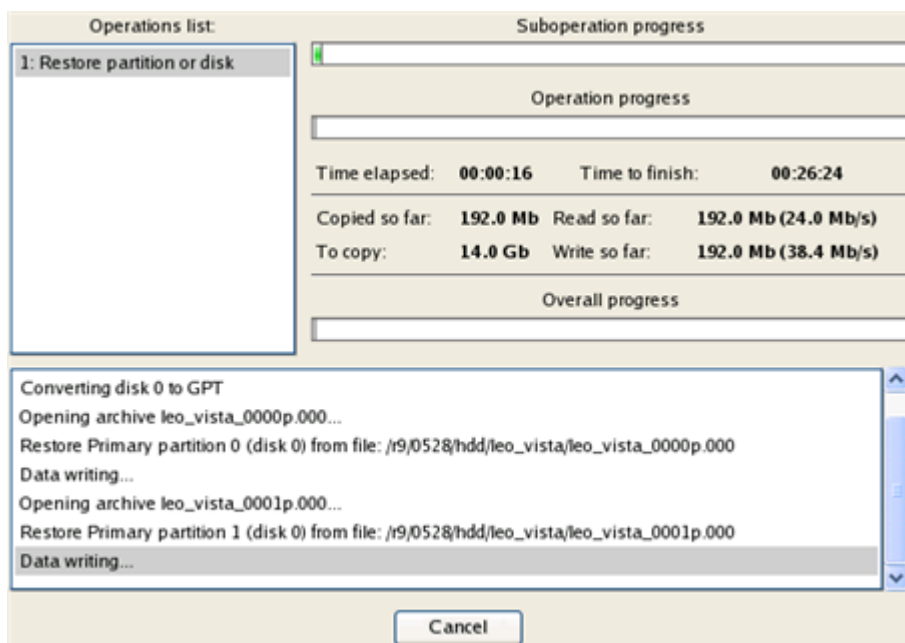 Operations list:
1: Restore partition or disk
Suboperation progress
Operation progress
Time elapsed: 00:00:16 Time to finish: 00:26:24
Copied so far: 192.0 Mb Read so far: 192.0 Mb (24.0 Mb/s)
To copy: 14.0 Gb Write so far: 192.0 Mb (38.4 Mb/s)
Overall progress
Converting disk 0 to GPT
Opening archive leo_vista_0000p.000...
Restore Primary partition 0 (disk 0) from file: /r9/0528/hdd/leo_vista/leo_vista_0000p.000
Data writing...
Opening archive leo_vista_0001p.000...
Restore Primary partition 1 (disk 0) from file: /r9/0528/hdd/leo_vista/leo_vista_0001p.000
Data writing...
Cancel